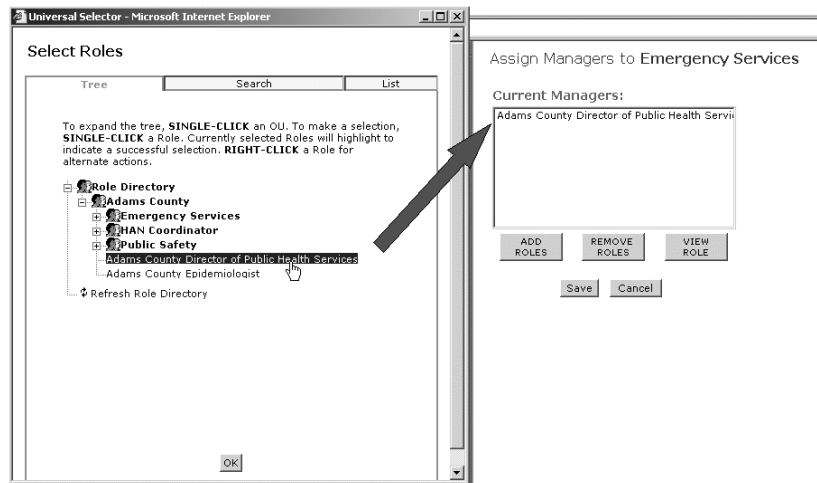 Universal Selector - Microsoft Internet Explorer
Select Roles
Tree
Search
List
To expand the tree, SINGLE-CLICK an OU. To make a selection,
SINGLE-CLICK a Role. Currently selected Roles will highlight to
indicate a successful selection. RIGHT-CLICK a Role for
alternate actions.
Role Directory
Adams County
Emergency Services
HAN Coordinator
Public Safety
Adams County Director of Public Health Services
Adams County Epidemiologist
Refresh Role Directory
OK
Assign Managers to Emergency Services
Current Managers:
Adams County Director of Public Health Servi
ADD
ROLES
REMOVE
ROLES
VIEW
ROLE
Save
Cancel